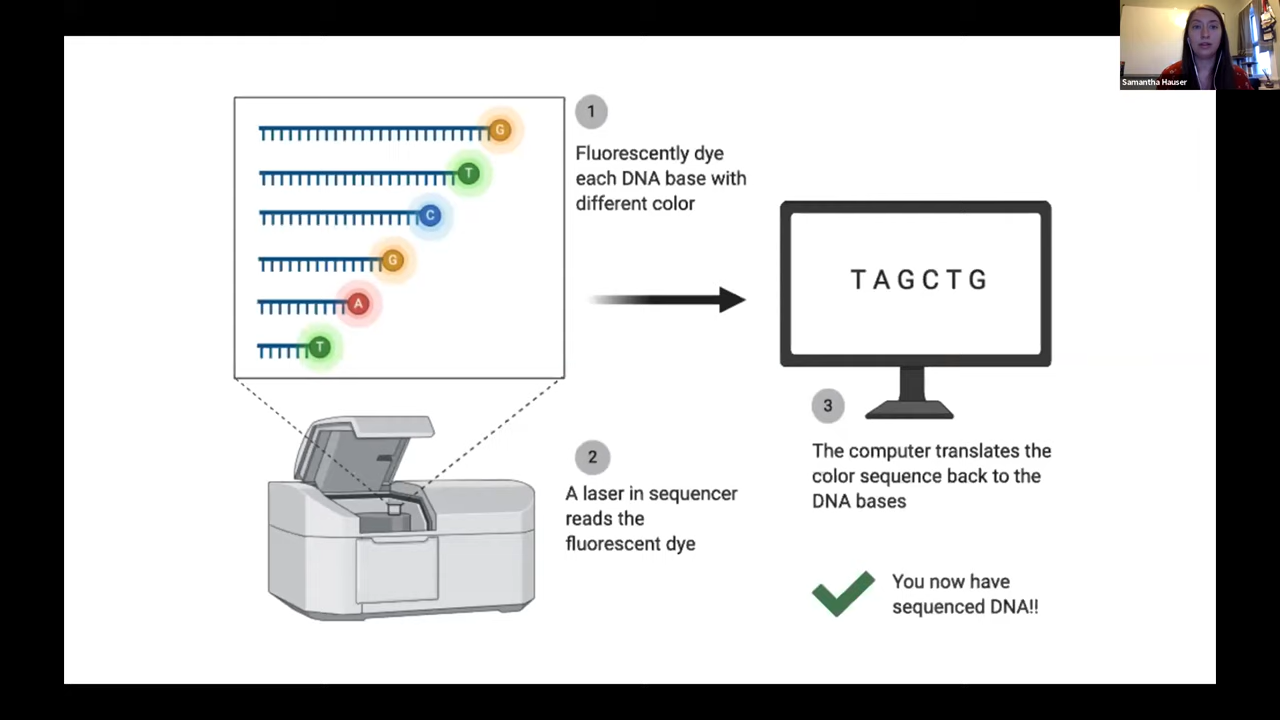 Samantha Hauser
G
T
C
G
A
T
1
Fluorescently dye
each DNA base with
different color
2
A laser in sequencer
reads the
fluorescent dye
T A G C T G
3
The computer translates the
color sequence back to the
DNA bases
You now have
sequenced DNA!!